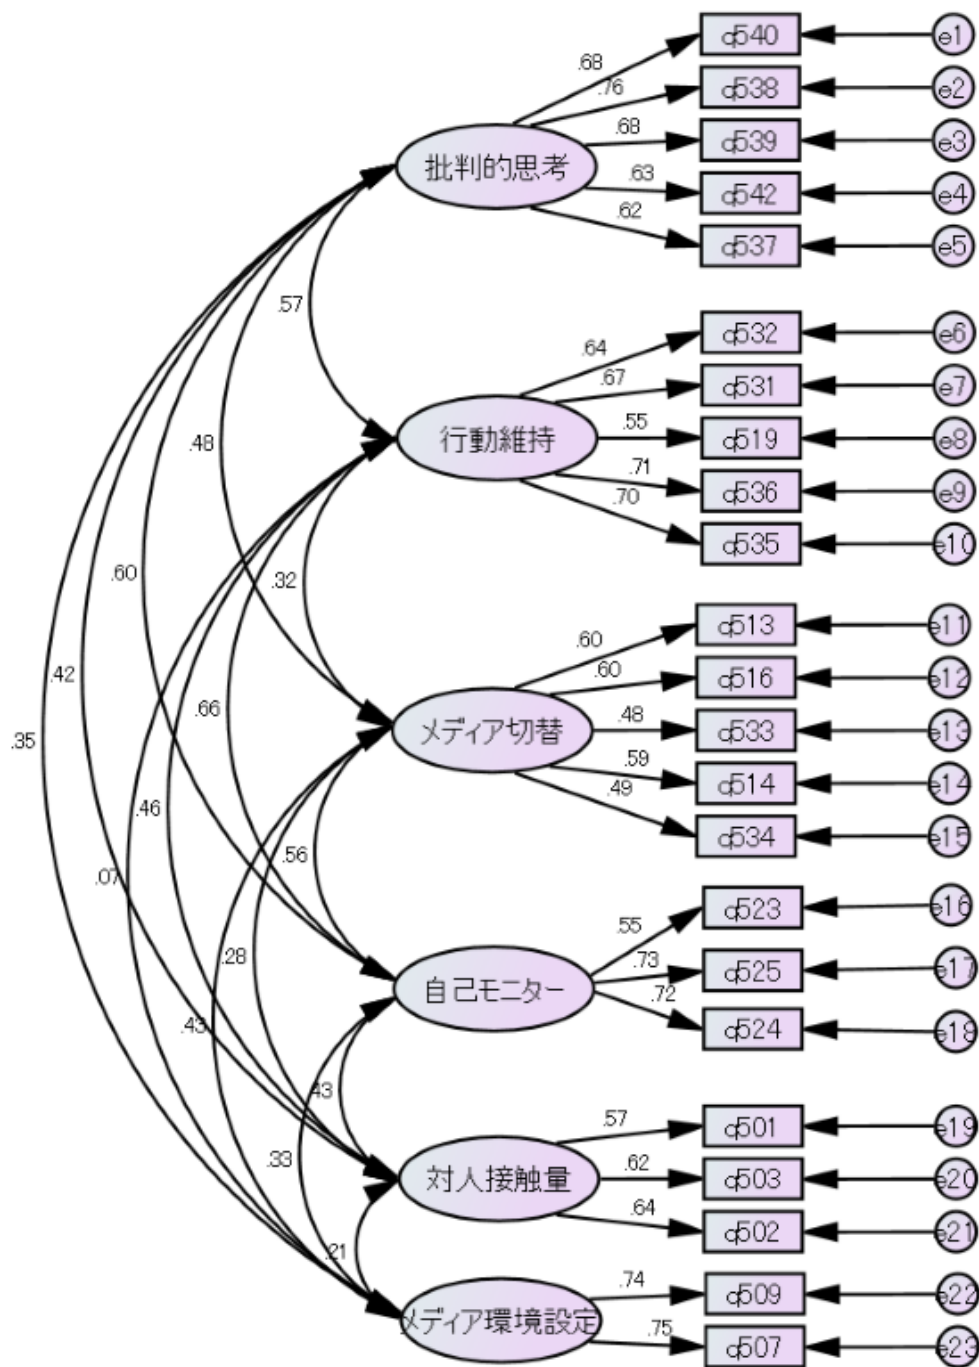 .68
q540
e1
.76
q538
e2
批判的思考
.68
q539
e3
.63
q542
e4
.62
q537
e5
.57
.64
q532
e6
.67
q531
e7
行動維持
.55
q519
e8
.48
.71
q536
e9
.70
q535
e10
.60
.32
.60
q513
e11
.42
.60
q516
e12
.66
メディア切替
.48
q533
e13
.35
.59
q514
e14
.46
.49
q534
e15
.56
.07
.55
q523
e16
.28
.73
q525
e17
自己モニター
.72
q524
e18
.43
.43
.57
q501
e19
.33
対人接触量
.62
q503
e20
.64
q502
e21
.21
.74
q509
e22
メディア環境設定
.75
q507
e23